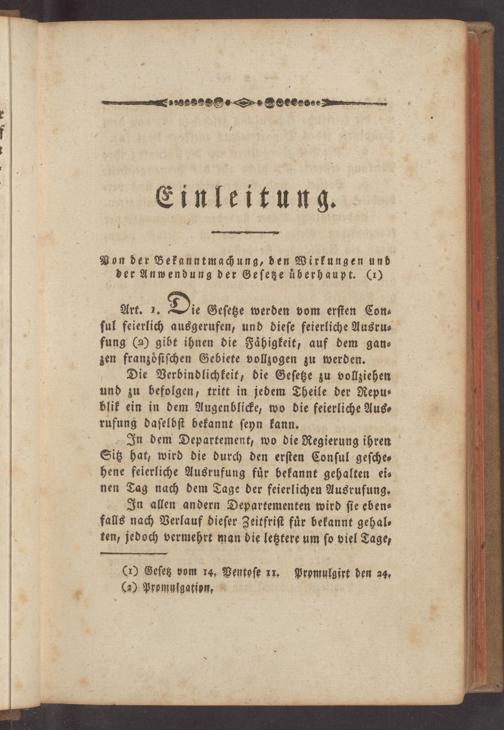 Einleitung.
Von der Bekanntmachung, den Wirkungen und
der Anwendung der Gesetze überhaupt. (1)
Art. 1. Die Gesetze werden vom ersten Con-
sul feierlich ausgerufen, und diese feierliche Ausru-
fung (2) gibt ihnen die Fähigkeit, auf dem gan-
zen französischen Gebiete vollzogen zu werden.
Die Verbindlichkeit, die Gesetze zu vollziehen
und zu befolgen, tritt in jedem Theile der Repu-
blik ein in dem Augenblicke, wo die feierliche Aus-
rufung daselbst bekannt seyn kann.
In dem Departement, wo die Regierung ihren
Sitz hat, wird die durch den ersten Consul gesche-
hene feierliche Ausrufung für bekannt gehalten ei-
nen Tag nach dem Tage der feierlichen Ausrufung.
In allen andern Departementen wird sie eben-
falls nach Verlauf dieser Zeitfrist für bekannt gehal-
ten, jedoch vermehrt man die letztere um so viel Tage,
(1) Gesetz vom 14. Ventose 11. Promulgirt den 24.
(2) Promulgation.